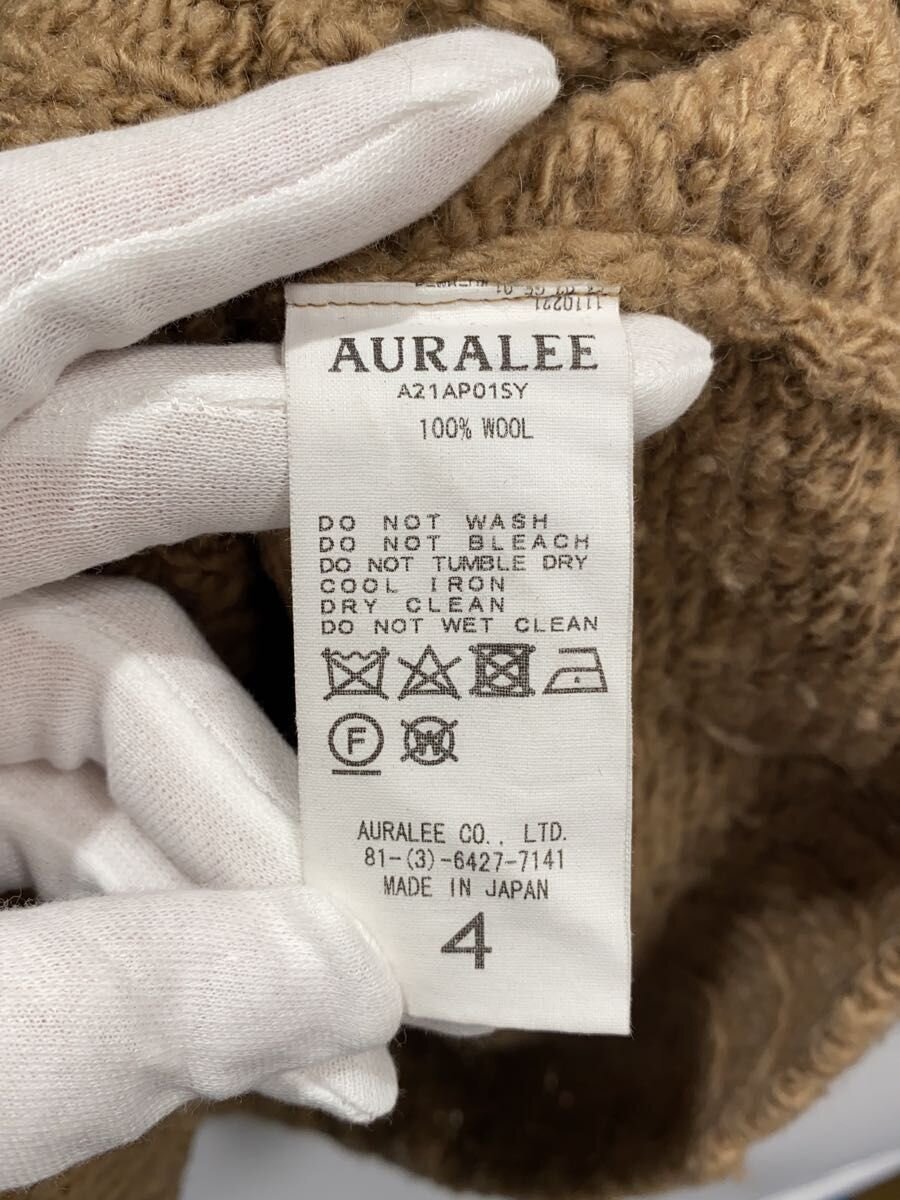 1110221
AURALEE
A21AP01SY
100% WOOL
DO NOT WASH
DO NOT BLEACH
DO NOT TUMBLE DRY
COOL IRON
DRY CLEAN
DO NOT WET CLEAN
F W
AURALEE CO., LTD.
81-(3)-6427-7141
MADE IN JAPAN
4